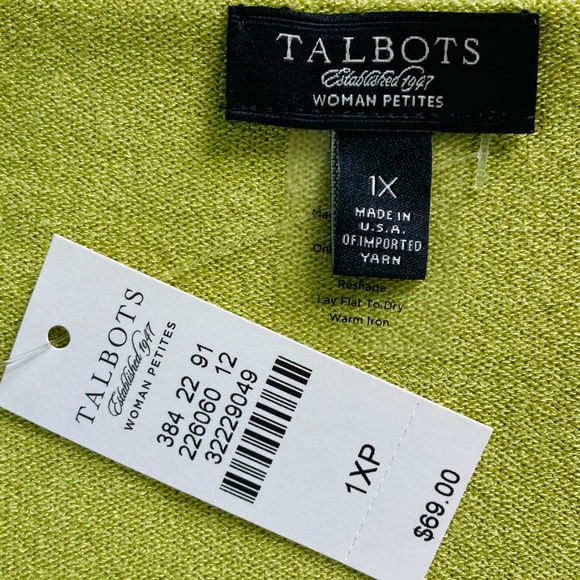 TALBOTS
Established 1947
WOMAN PETITES
1X
MADE IN
U.S.A.
OF IMPORTED
YARN
Reshape
Lay Flat To Dry
Warm Iron
TALBOTS
Established 1947
WOMAN PETITES
384 22 91
226060 12
32229049
1XP
$69.00